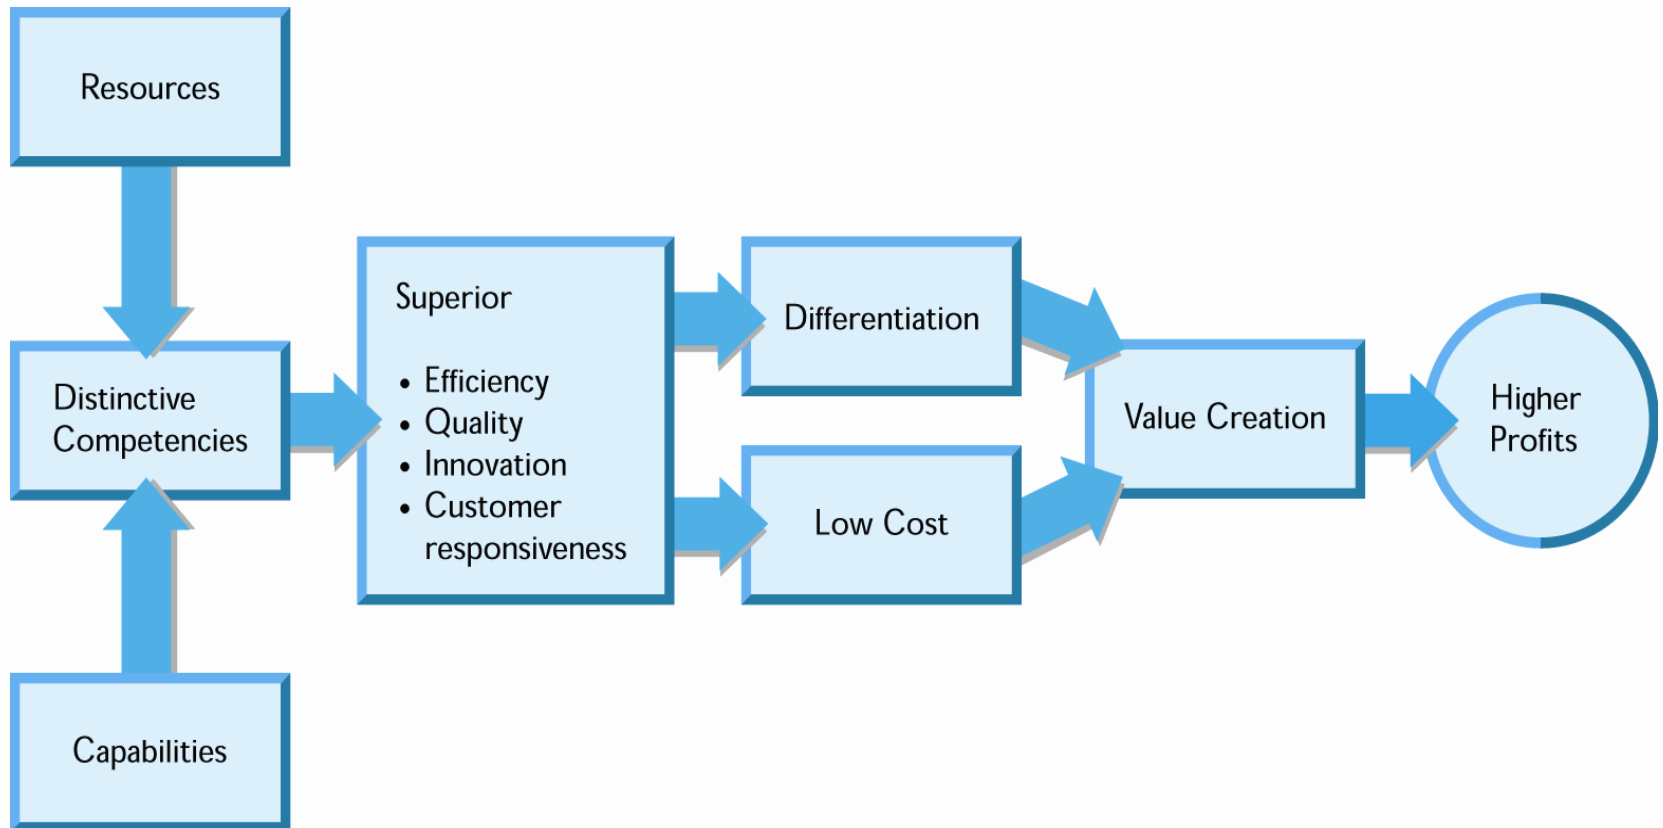 Resources
Distinctive
Competencies
Capabilities
Superior
• Efficiency
• Quality
• Innovation
• Customer
responsiveness
Differentiation
Low Cost
Value Creation
Higher
Profits